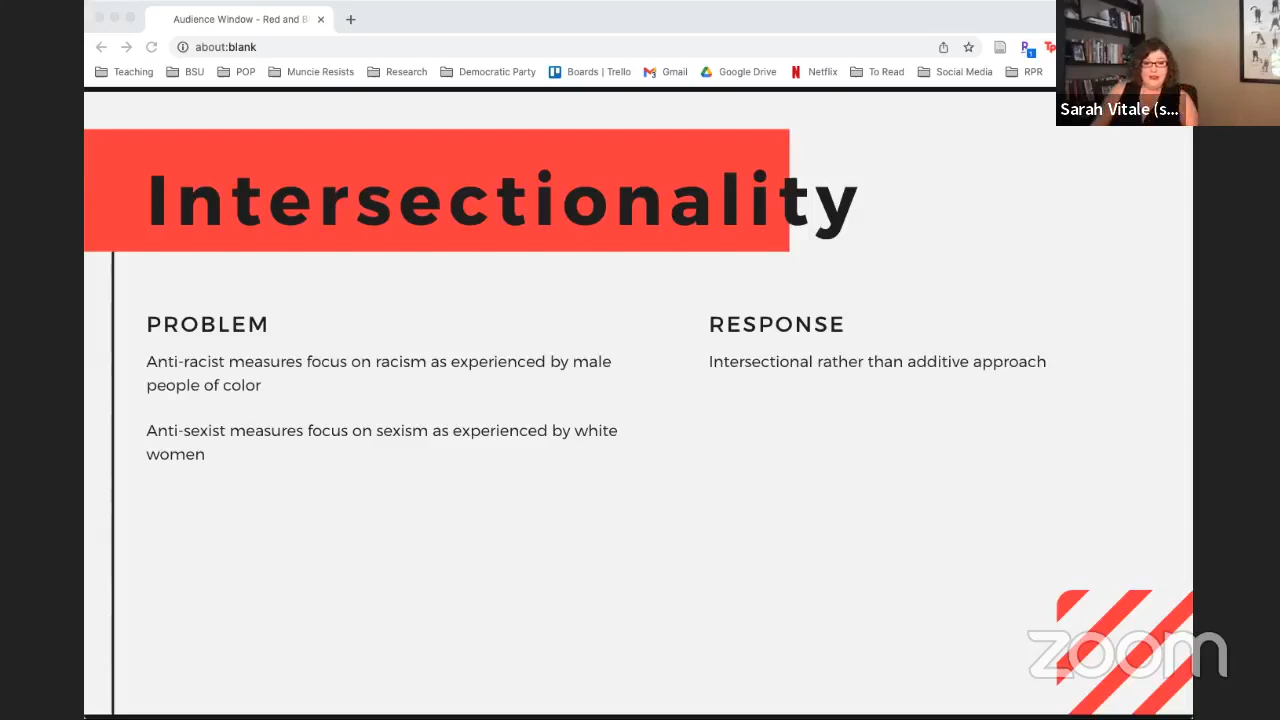 Audience Window - Red and B
about:blank
Teaching BSU POP Muncie Resists Research Democratic Party Boards | Trello Gmail Google Drive Netflix To Read Social Media RPR
Sarah Vitale (s...
Intersectionality
PROBLEM
Anti-racist measures focus on racism as experienced by male
people of color
Anti-sexist measures focus on sexism as experienced by white
women
RESPONSE
Intersectional rather than additive approach
zoom